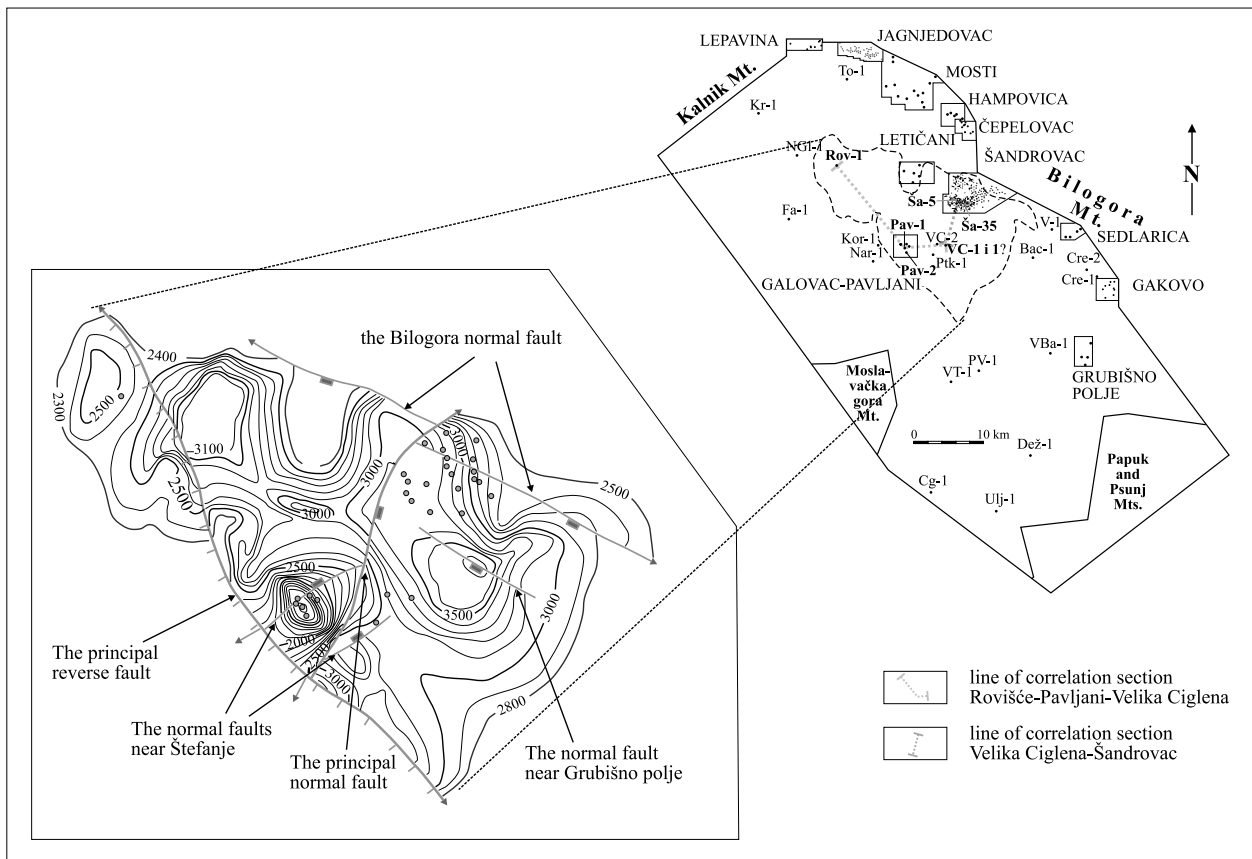 LEPAVINA
JAGNJEDOVAC
Kalnik Mt.
To-1
MOSTI
Kr-1
HAMPOVICA
ČEPELOVAC
LETIČANI
NGl-1
Rov-1
ŠANDROVAC
Bilogora
Mt.
N
Ša-5
Fa-1
Pav-1
Ša-35
V-1
Kor-1
VC-2
SEDLARICA
Nar-1
VC-1 i 1?
Bac-1
Pav-2
Ptk-1
Cre-2
Cre-1
GALOVAC-PAVLJANI
GAKOVO
VBa-1
PV-1
VT-1
GRUBIŠNO
POLJE
Mosla-
vačka
gora
Mt.
0 10 km
Dež-1
Cg-1
Ulj-1
Papuk
and
Psunj
Mts.
the Bilogora normal fault
2400
2300
2500
3100
2500
3000
3000
3000
2500
2500
3500
3000
2000
2500
3000
2800
The principal
reverse fault
The normal faults
near Štefanje
The principal
normal fault
The normal fault
near Grubišno polje
line of correlation section
Rovišće-Pavljani-Velika Ciglena
line of correlation section
Velika Ciglena-Šandrovac